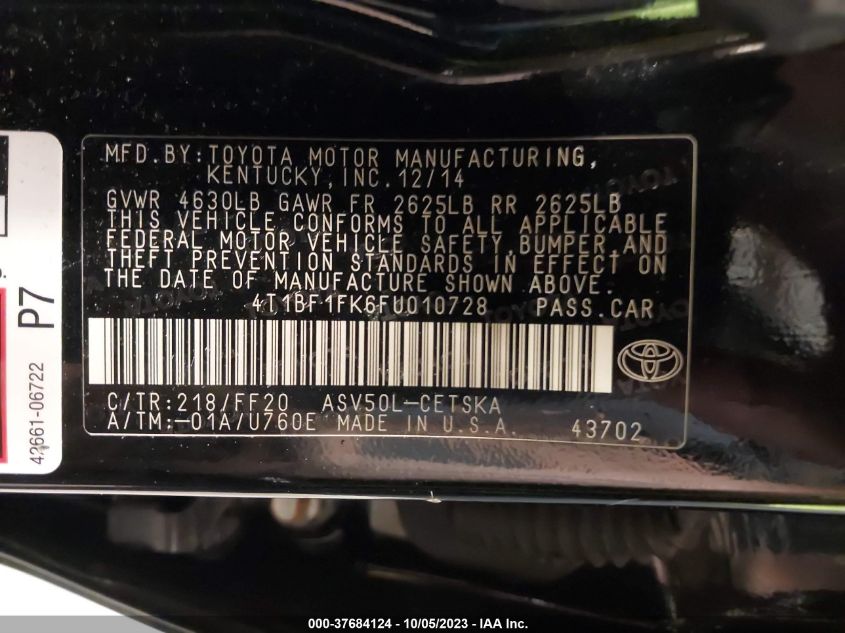 MFD.BY:TOYOTA MOTOR MANUFACTURING,
KENTUCKY,INC.12/14
GVWR 4630LB GAWR FR 2625LB RR 2625LB
THIS VEHICLE CONFORMS TO ALL APPLICABLE
FEDERAL MOTOR VEHICLE SAFETY,BUMPER,AND
THEFT PREVENTION STANDARDS IN EFFECT ON
THE DATE OF MANUFACTURE SHOWN ABOVE.
4T1BF1FK6FU010728 PASS.CAR
C/TR:218/FF20 ASV50L-CETSKA
A/TM:-01A/U760E MADE IN U.S.A. 43702
P7
42661-06722
000-37684124 - 10/05/2023 - IAA Inc.